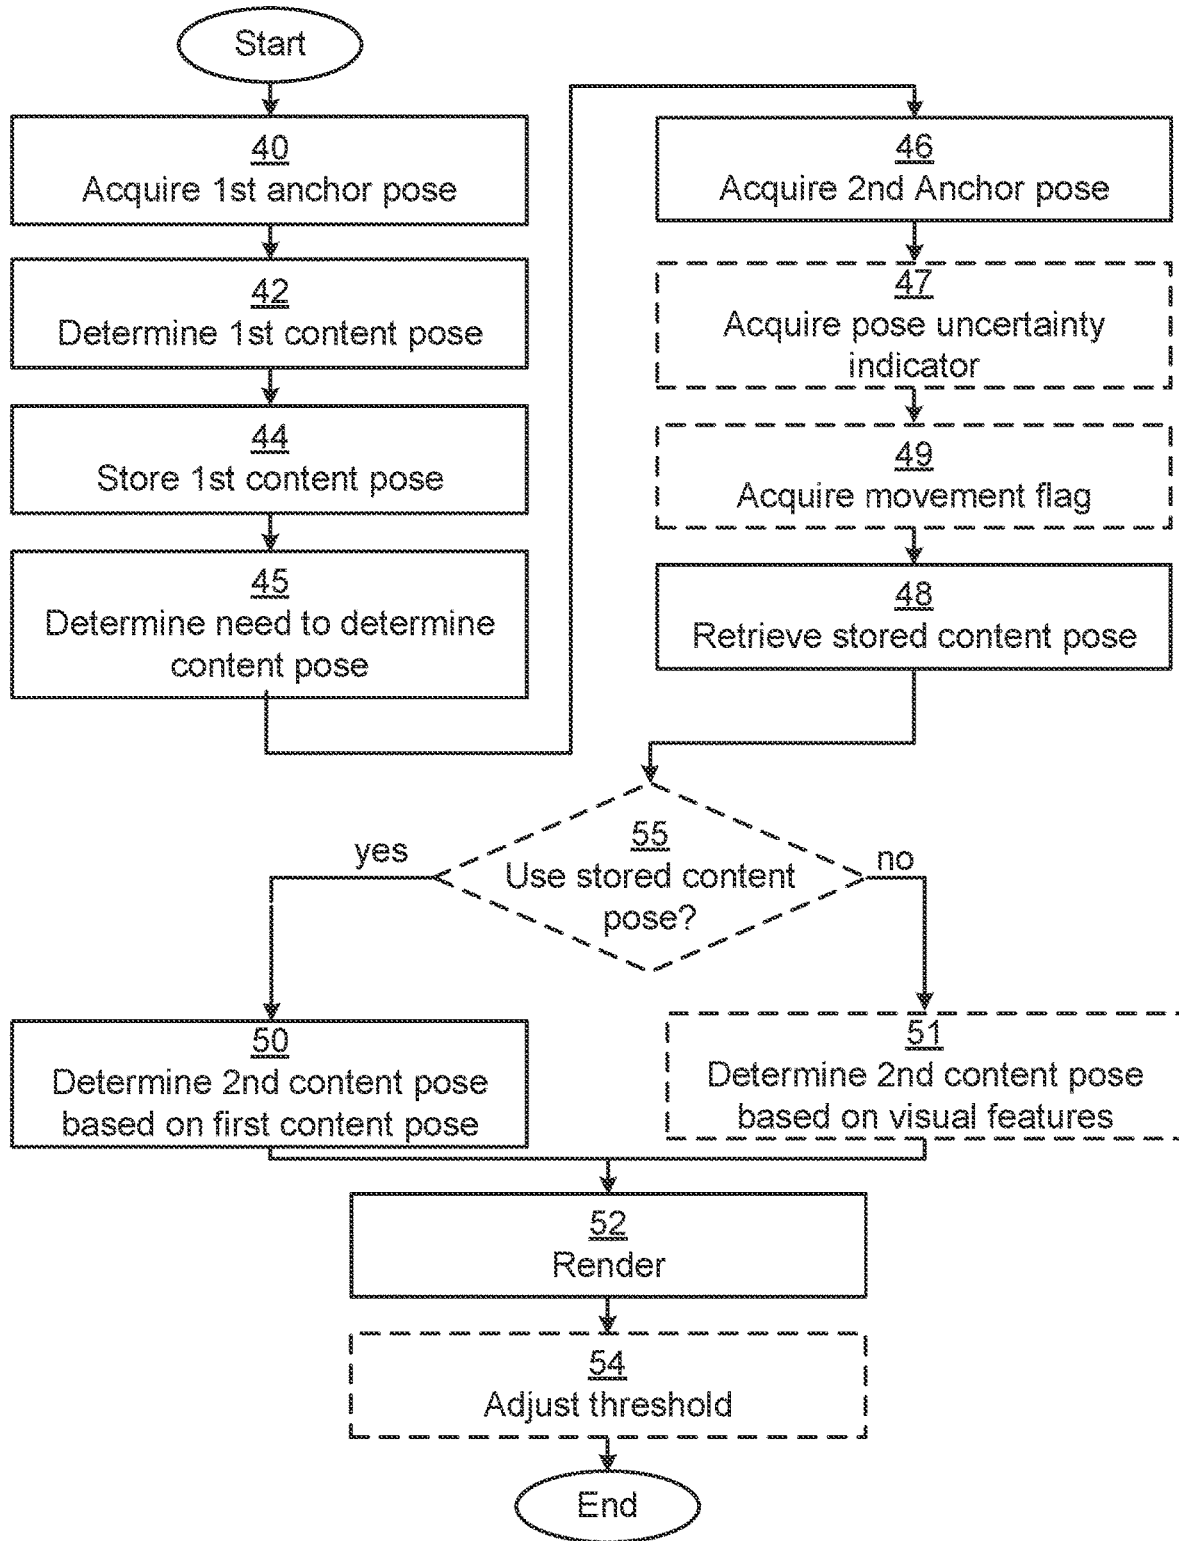 Start
40
Acquire 1st anchor pose
42
Determine 1st content pose
44
Store 1st content pose
45
Determine need to determine
content pose
46
Acquire 2nd Anchor pose
47
Acquire pose uncertainty
indicator
49
Acquire movement flag
48
Retrieve stored content pose
55
Use stored content
pose?
yes
no
50
Determine 2nd content pose
based on first content pose
51
Determine 2nd content pose
based on visual features
52
Render
54
Adjust threshold
End